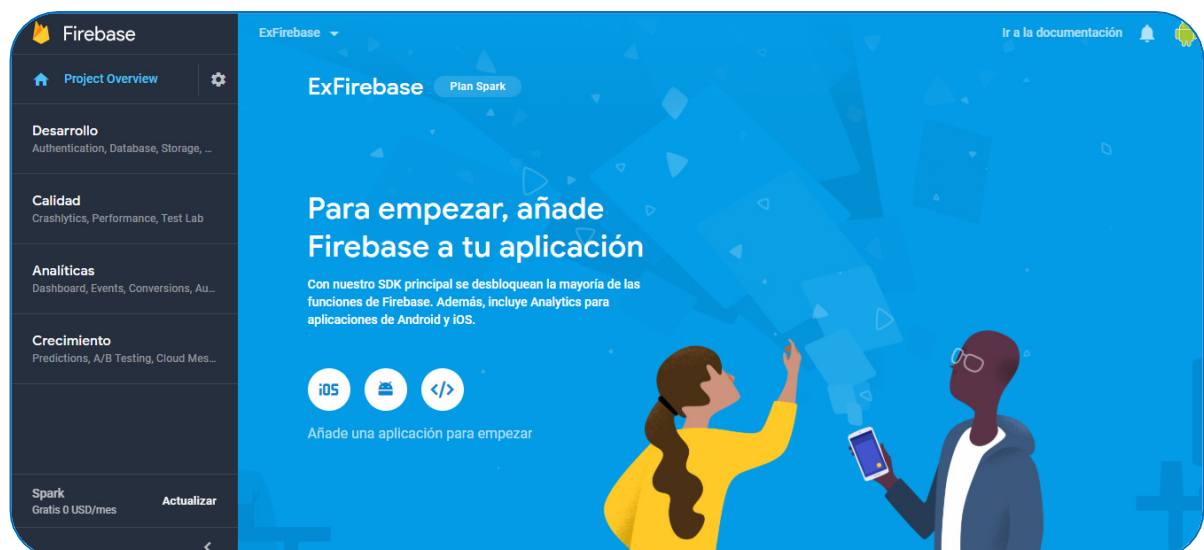 Firebase
ExFirebase
Ir a la documentación
Project Overview
ExFirebase
Plan Spark
Desarrollo
Authentication, Database, Storage, ...
Calidad
Crashlytics, Performance, Test Lab
Analíticas
Dashboard, Events, Conversions, Au...
Crecimiento
Predictions, A/B Testing, Cloud Mes...
Para empezar, añade
Firebase a tu aplicación
Con nuestro SDK principal se desbloquean la mayoría de las
funciones de Firebase. Además, incluye Analytics para
aplicaciones de Android y iOS.
iOS
</>
Añade una aplicación para empezar
Spark
Gratis 0 USD/mes
Actualizar